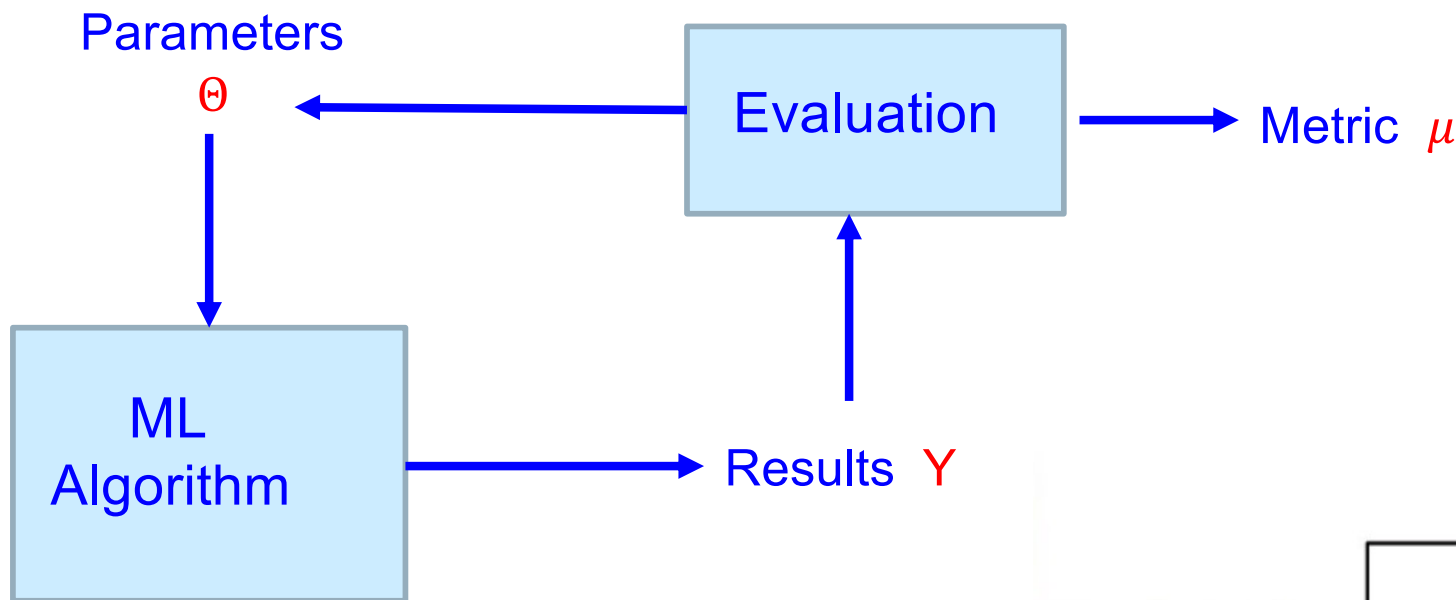 Parameters
Θ
Evaluation
Metric μ
ML
Algorithm
Results Y